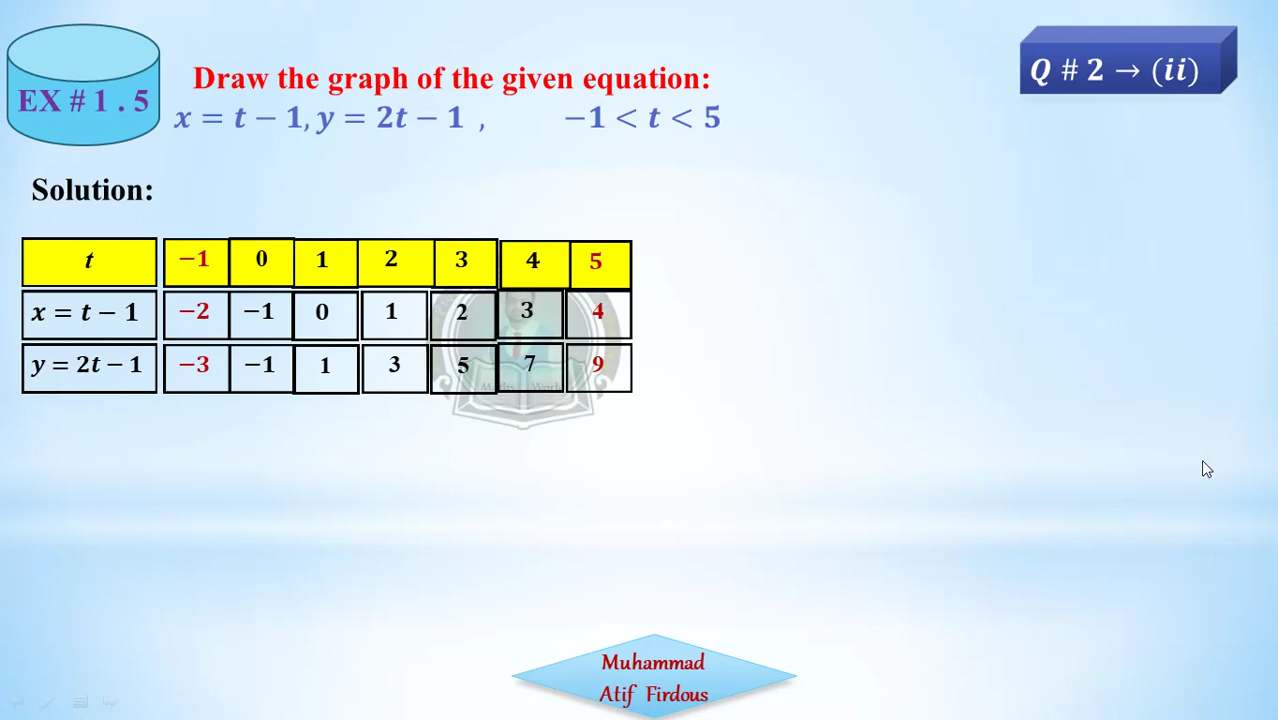 EX # 1 . 5
Draw the graph of the given equation:
x = t − 1, y = 2t − 1 , −1 < t < 5
Q # 2 → (ii)
Solution:
t −1 0 1 2 3 4 5
x = t − 1 −2 −1 0 1 2 3 4
y = 2t − 1 −3 −1 1 3 5 7 9
Maths World
Muhammad
Atif Firdous